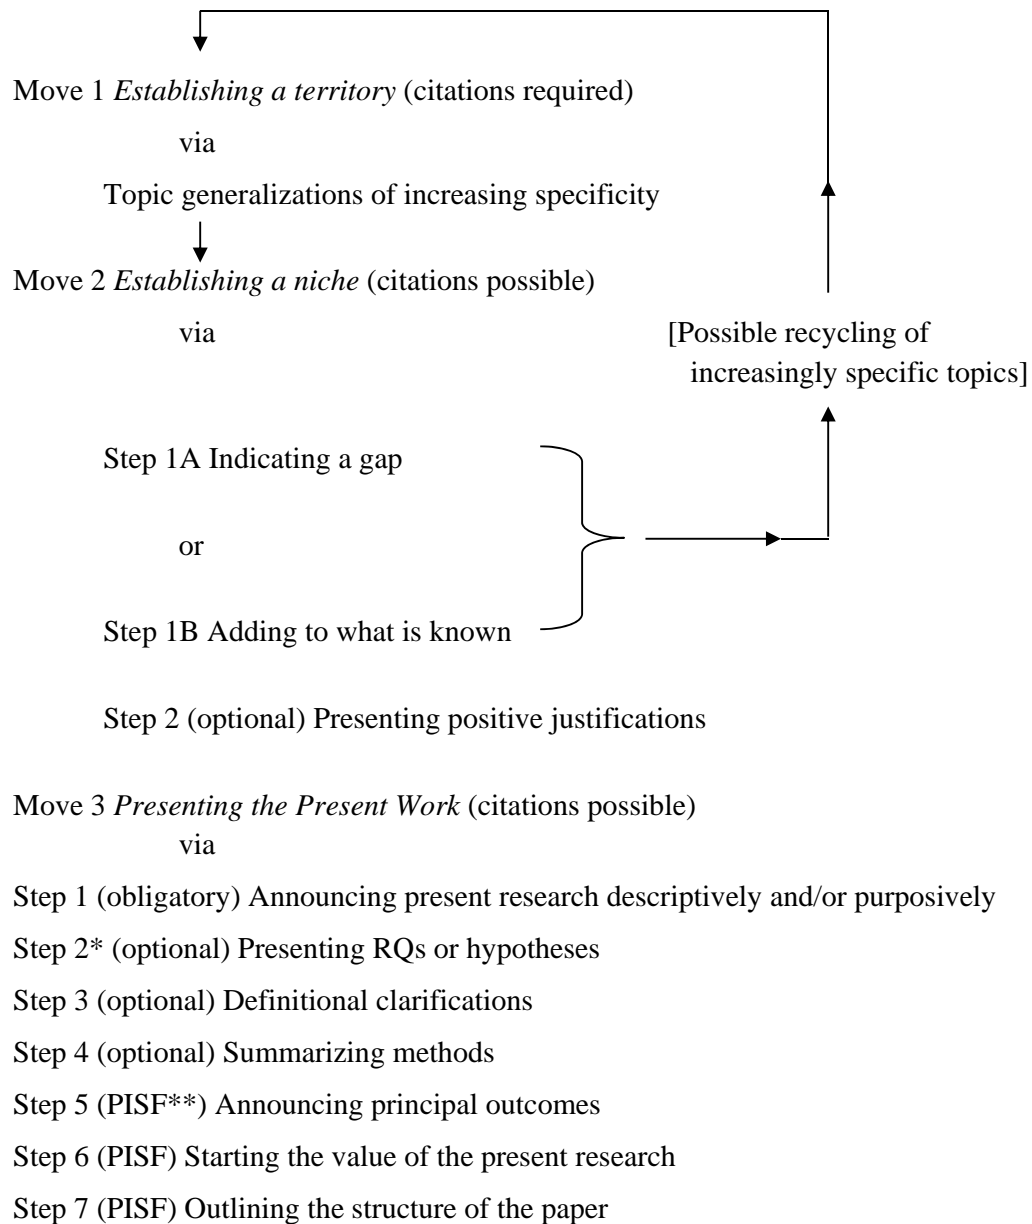 Move 1 Establishing a territory (citations required)
via
Topic generalizations of increasing specificity
Move 2 Establishing a niche (citations possible)
via
[Possible recycling of
increasingly specific topics]
Step 1A Indicating a gap
or
Step 1B Adding to what is known
Step 2 (optional) Presenting positive justifications
Move 3 Presenting the Present Work (citations possible)
via
Step 1 (obligatory) Announcing present research descriptively and/or purposively
Step 2* (optional) Presenting RQs or hypotheses
Step 3 (optional) Definitional clarifications
Step 4 (optional) Summarizing methods
Step 5 (PISF**) Announcing principal outcomes
Step 6 (PISF) Starting the value of the present research
Step 7 (PISF) Outlining the structure of the paper